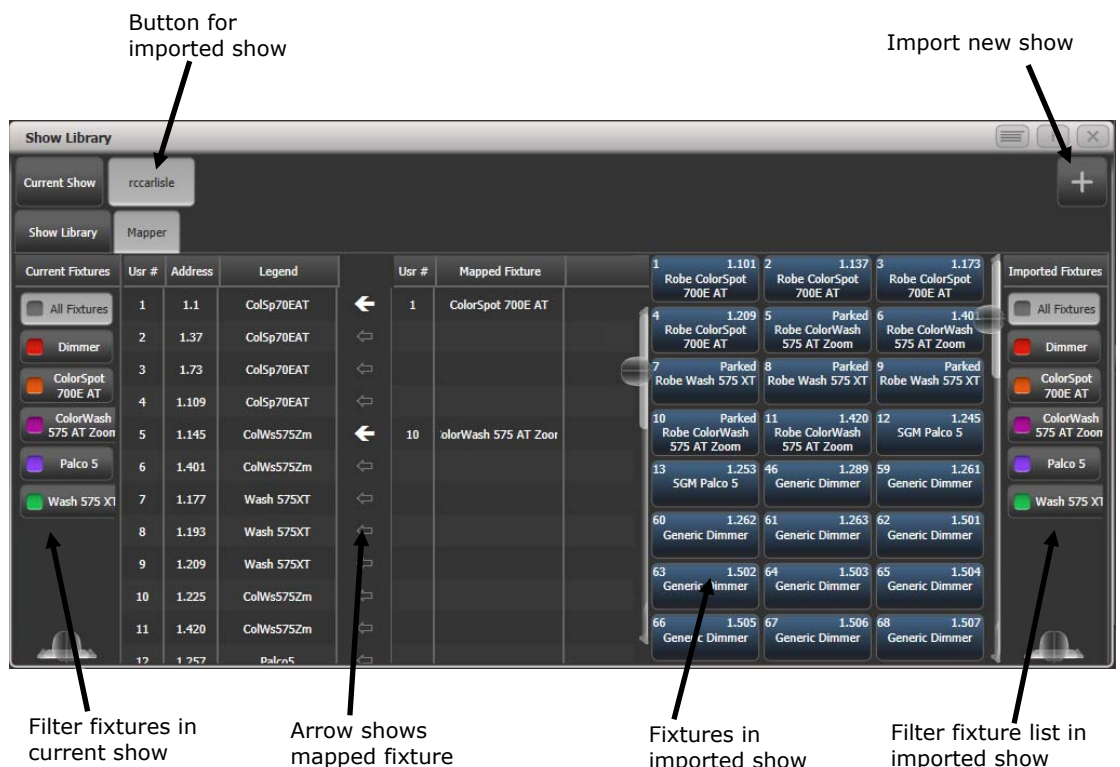 Button for
imported show
Import new show
Show Library
Current Show
rccarlisle
+
Show Library
Mapper
Current Fixtures
Usr # Address Legend Usr # Mapped Fixture
Imported Fixtures
All Fixtures
Dimmer
ColorSpot
700E AT
ColorWash
575 AT Zoom
Palco 5
Wash 575 XT
1 1.1 ColSp70EAT 1 ColorSpot 700E AT
2 1.37 ColSp70EAT
3 1.73 ColSp70EAT
4 1.109 ColSp70EAT
5 1.145 ColWs575Zm 10 olorWash 575 AT Zoor
6 1.401 ColWs575Zm
7 1.177 Wash 575XT
8 1.193 Wash 575XT
9 1.209 Wash 575XT
10 1.225 ColWs575Zm
11 1.420 ColWs575Zm
12 1.257 Palco5
1 1.101 2 1.137 3 1.173
Robe ColorSpot Robe ColorSpot Robe ColorSpot
700E AT 700E AT 700E AT
4 1.209 5 Parked 6 1.401
Robe ColorSpot Robe ColorWash Robe ColorWash
700E AT 575 AT Zoom 575 AT Zoom
7 Parked 8 Parked 9 Parked
Robe Wash 575 XT Robe Wash 575 XT Robe Wash 575 XT
10 Parked 11 1.420 12 1.245
Robe ColorWash Robe ColorWash SGM Palco 5
575 AT Zoom 575 AT Zoom
13 1.253 46 1.289 59 1.261
SGM Palco 5 Generic Dimmer Generic Dimmer
60 1.262 61 1.263 62 1.501
Generic Dimmer Generic Dimmer Generic Dimmer
63 1.502 64 1.503 65 1.504
Generic Dimmer Generic Dimmer Generic Dimmer
66 1.505 67 1.506 68 1.507
Generic Dimmer Generic Dimmer Generic Dimmer
All Fixtures
Dimmer
ColorSpot
700E AT
ColorWash
575 AT Zoom
Palco 5
Wash 575 XT
Filter fixtures in
current show
Arrow shows
mapped fixture
Fixtures in
imported show
Filter fixture list in
imported show